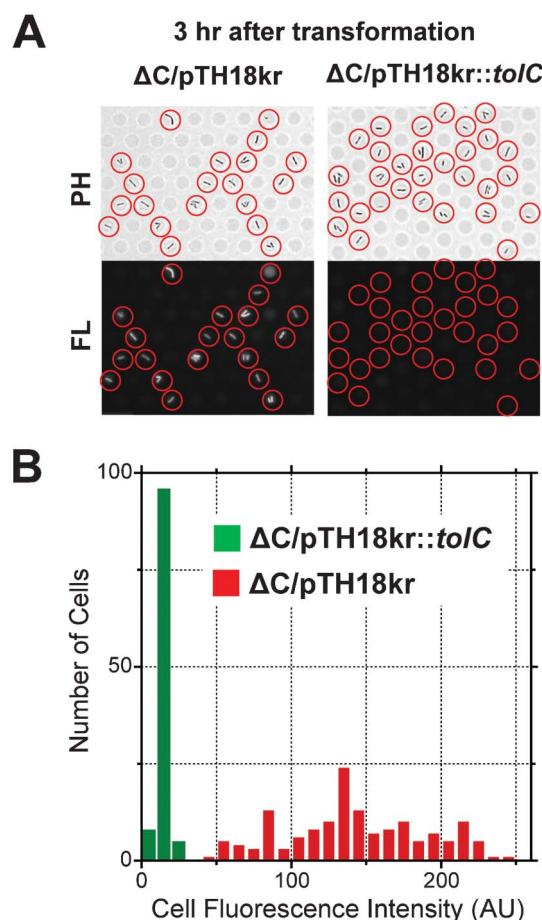 A
3 hr after transformation
ΔC/pTH18kr
ΔC/pTH18kr::tolC
PH
FL
B
100
50
0
Number of Cells
ΔC/pTH18kr::tolC
ΔC/pTH18kr
0
100
200
Cell Fluorescence Intensity (AU)